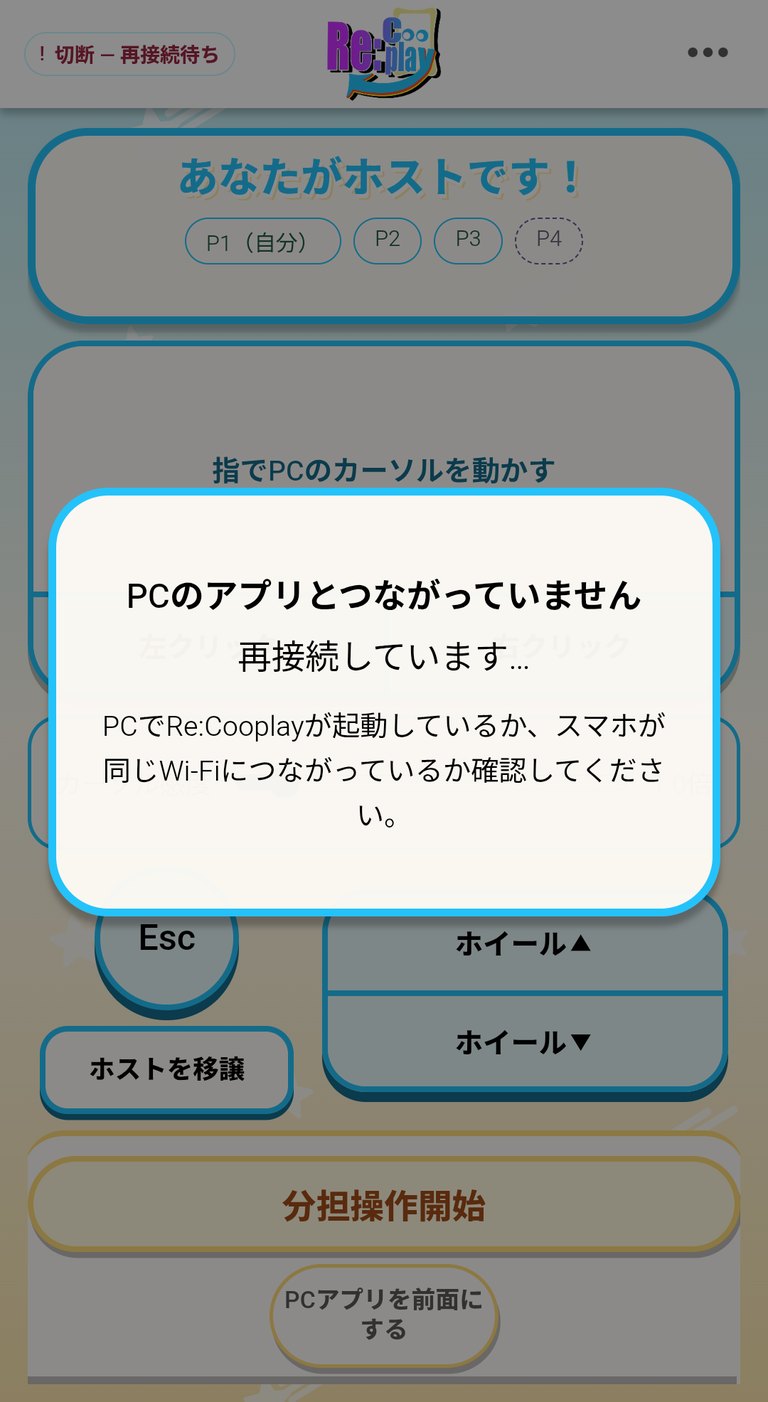 ! 切断 – 再接続待ち
Re:Cooplay
•••
あなたがホストです！
P1（自分）
P2
P3
P4
指でPCのカーソルを動かす
PCのアプリとつながっていません
再接続しています…
PCでRe:Cooplayが起動しているか、スマホが
同じWi-Fiにつながっているか確認してくださ
い。
Esc
ホイール▲
ホイール▼
ホストを移譲
分担操作開始
PCアプリを前面に
する